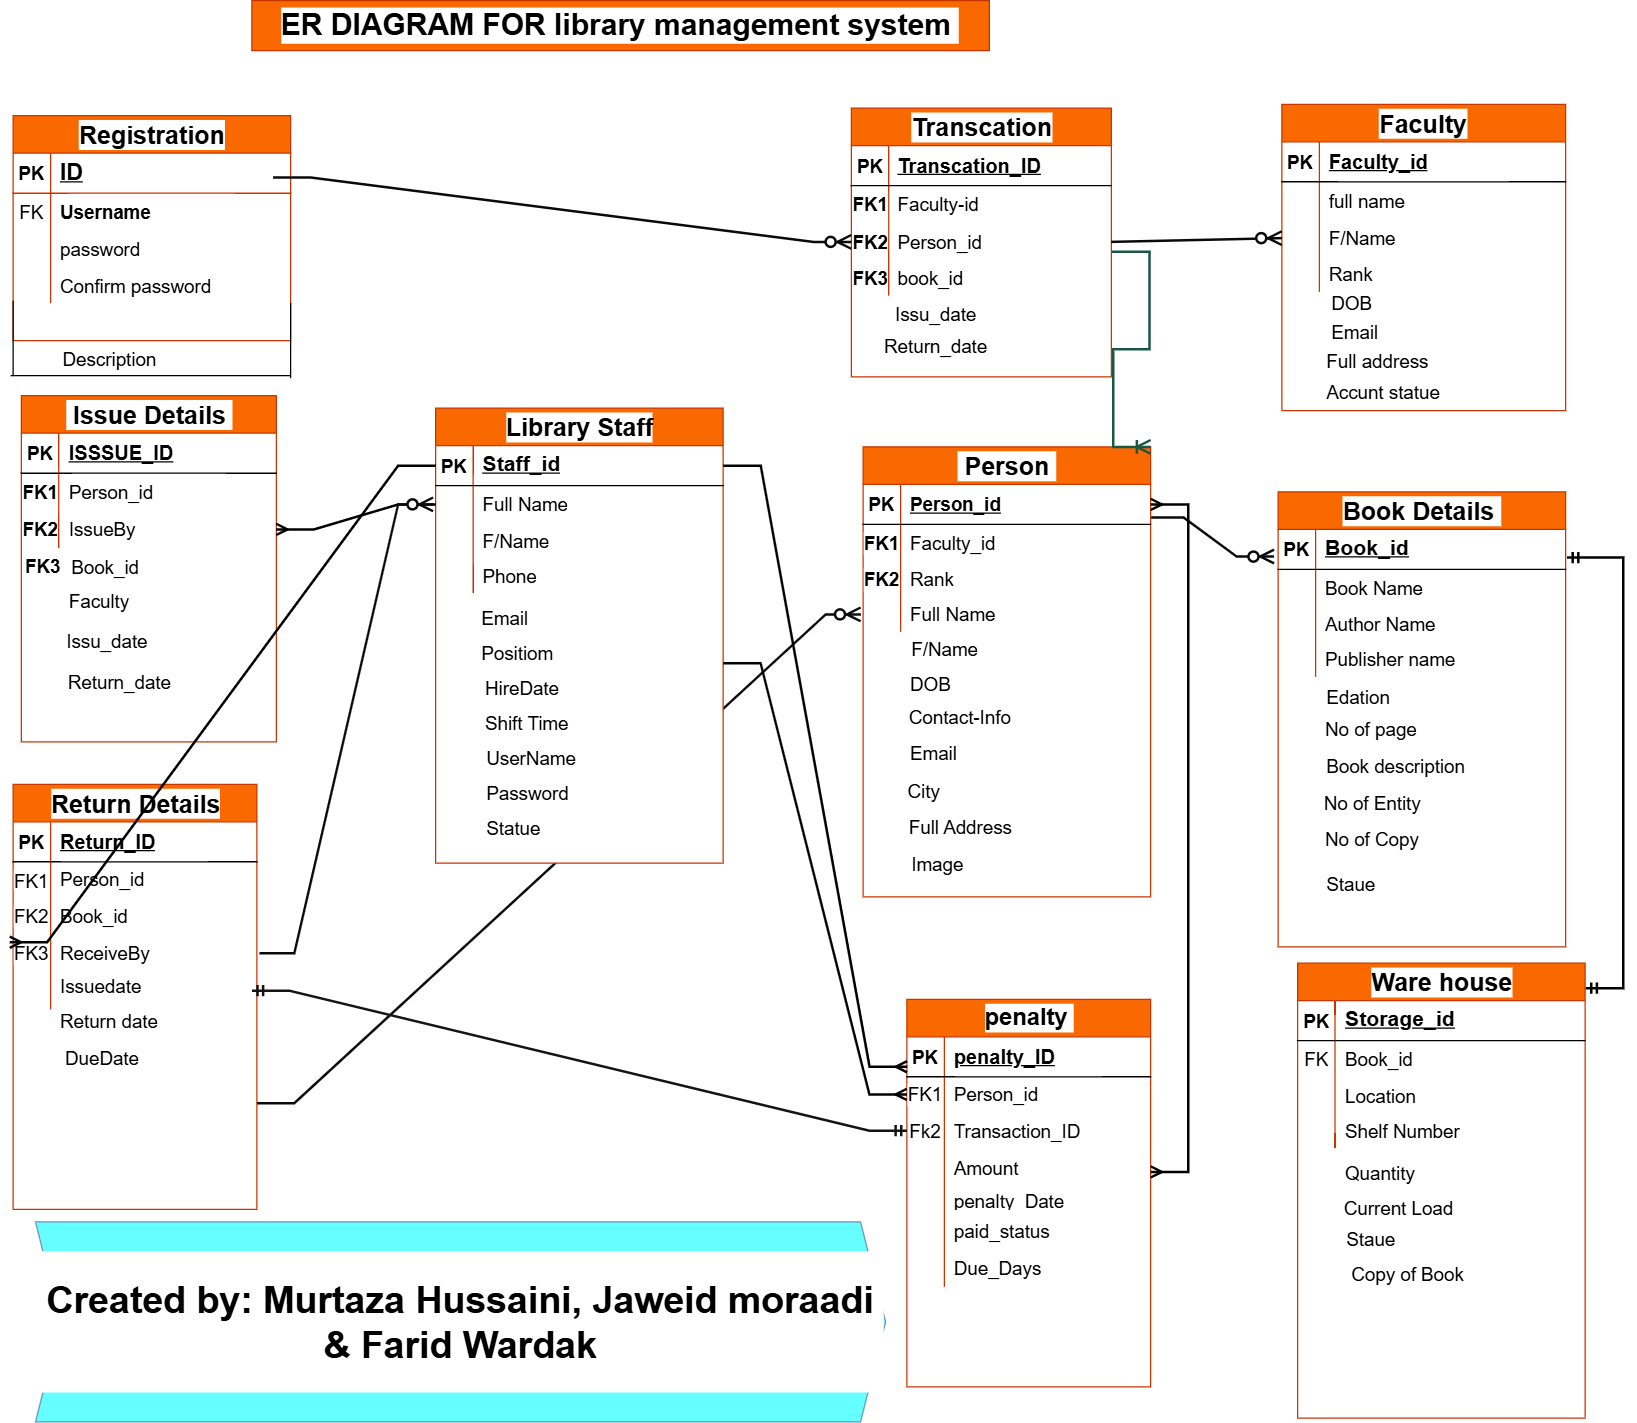 ER DIAGRAM FOR library management system
Registration
PK ID
FK Username
password
Confirm password
Description
Transcation
PK Transcation_ID
FK1 Faculty-id
FK2 Person_id
FK3 book_id
Issu_date
Return_date
Faculty
PK Faculty_id
full name
F/Name
Rank
DOB
Email
Full address
Accunt statue
Issue Details
PK ISSSUE_ID
FK1 Person_id
FK2 IssueBy
FK3 Book_id
Faculty
Issu_date
Return_date
Library Staff
PK Staff_id
Full Name
F/Name
Phone
Email
Positiom
HireDate
Shift Time
UserName
Password
Statue
Person
PK Person_id
FK1 Faculty_id
FK2 Rank
Full Name
F/Name
DOB
Contact-Info
Email
City
Full Address
Image
Book Details
PK Book_id
Book Name
Author Name
Publisher name
Edation
No of page
Book description
No of Entity
No of Copy
Staue
Return Details
PK Return_ID
FK1 Person_id
FK2 Book_id
FK3 ReceiveBy
Issuedate
Return date
DueDate
penalty
PK penalty_ID
FK1 Person_id
Fk2 Transaction_ID
Amount
penalty_Date
paid_status
Due_Days
Ware house
PK Storage_id
FK Book_id
Location
Shelf Number
Quantity
Current Load
Staue
Copy of Book
Created by: Murtaza Hussaini, Jaweid moraadi
& Farid Wardak